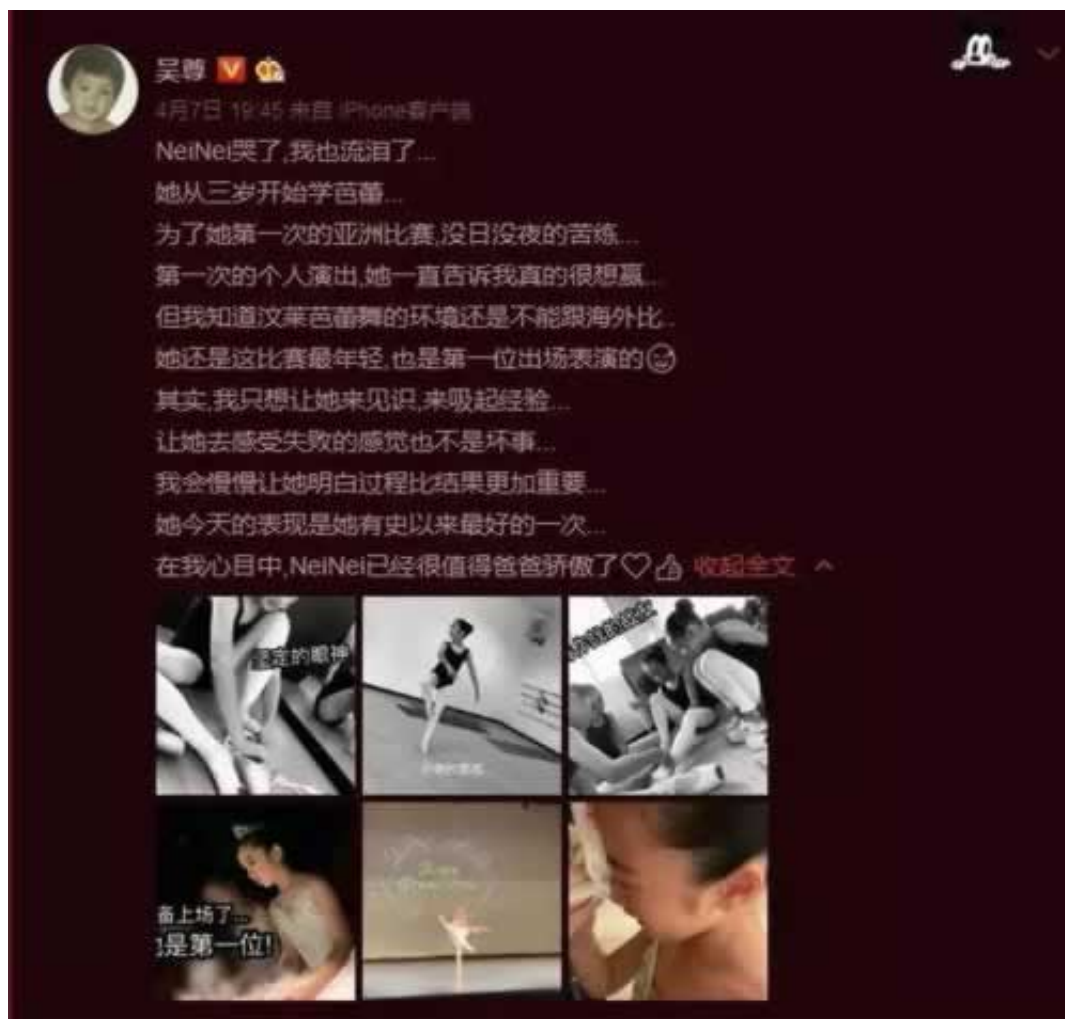 吴尊
4月7日 19:45 来自 iPhone客户端
NeiNei哭了,我也流泪了...
她从三岁开始学芭蕾...
为了她第一次的亚洲比赛,没日没夜的苦练...
第一次的个人演出,她一直告诉我真的很想赢...
但我知道汶莱芭蕾舞的环境还是不能跟海外比..
她还是这比赛最年轻,也是第一位出场表演的
其实,我只想让她来见识,来吸起经验...
让她去感受失败的感觉也不是坏事...
我会慢慢让她明白过程比结果更加重要...
她今天的表现是她有史以来最好的一次...
在我心目中,NeiNei已经很值得爸爸骄傲了♡ 收起全文
定的眼神
备上场了...
是第一位!